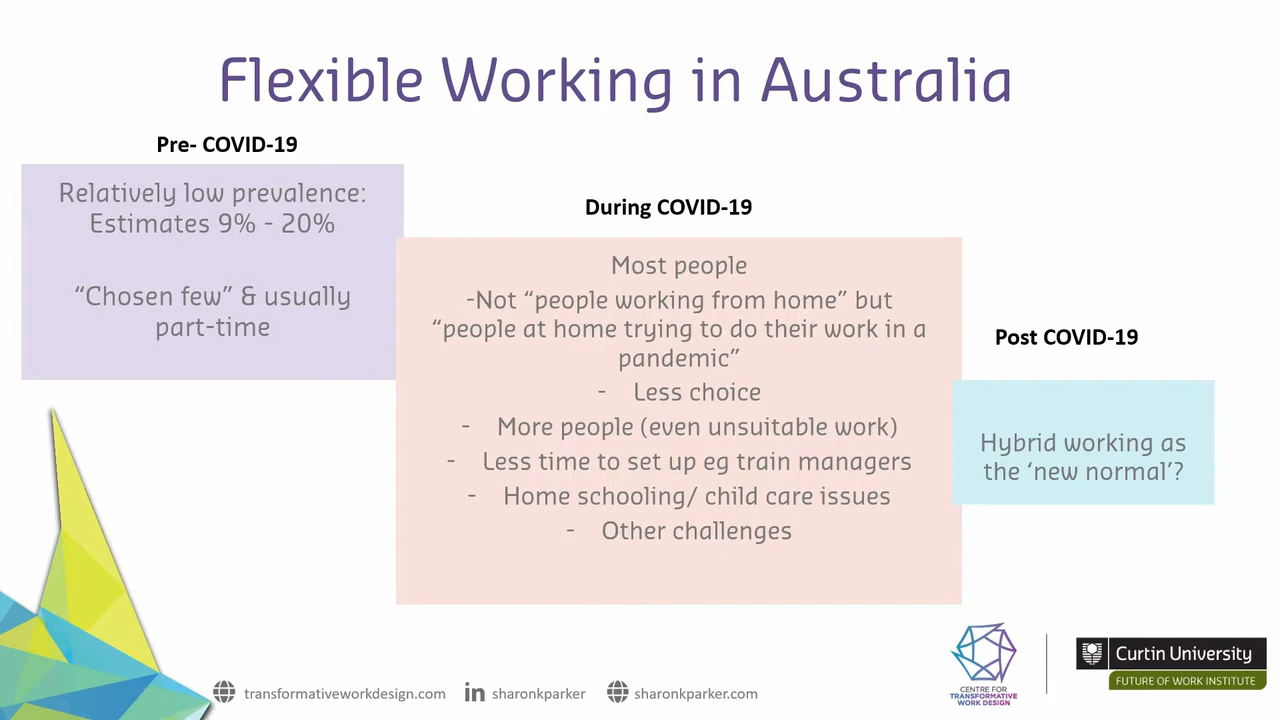 Flexible Working in Australia
Pre- COVID-19
Relatively low prevalence:
Estimates 9% - 20%
“Chosen few” & usually
part-time
During COVID-19
Most people
-Not “people working from home” but
“people at home trying to do their work in a
pandemic”
- Less choice
- More people (even unsuitable work)
- Less time to set up eg train managers
- Home schooling/ child care issues
- Other challenges
Post COVID-19
Hybrid working as
the ‘new normal’?
transformativeworkdesign.com
sharonkparker
sharonkparker.com
CENTRE FOR
TRANSFORMATIVE
WORK DESIGN
Curtin University
FUTURE OF WORK INSTITUTE